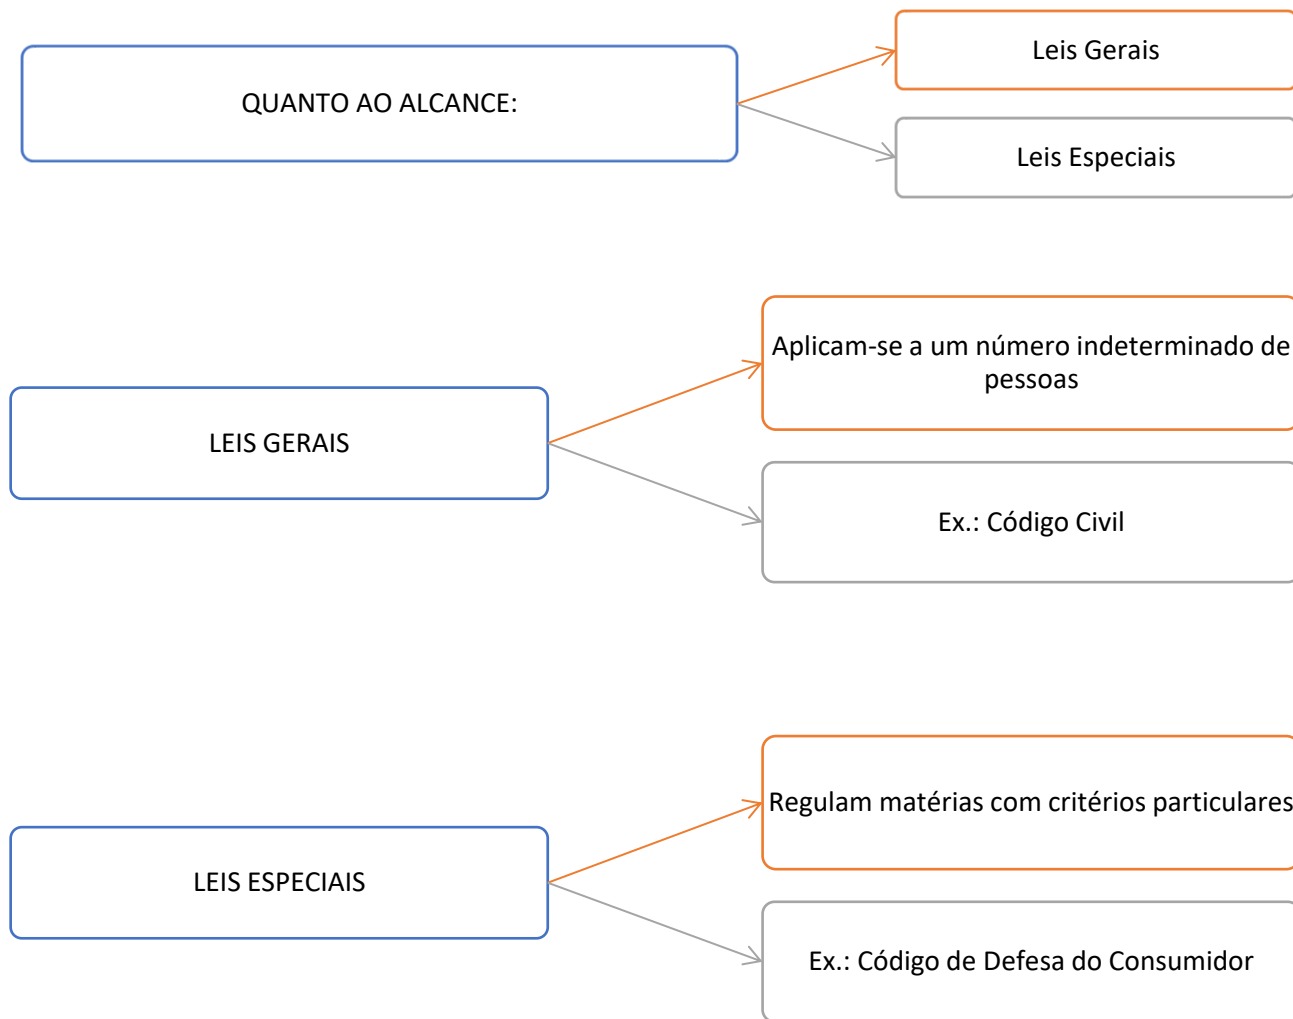 QUANTO AO ALCANCE:
Leis Gerais
Leis Especiais
LEIS GERAIS
Aplicam-se a um número indeterminado de
pessoas
Ex.: Código Civil
LEIS ESPECIAIS
Regulam matérias com critérios particulares
Ex.: Código de Defesa do Consumidor